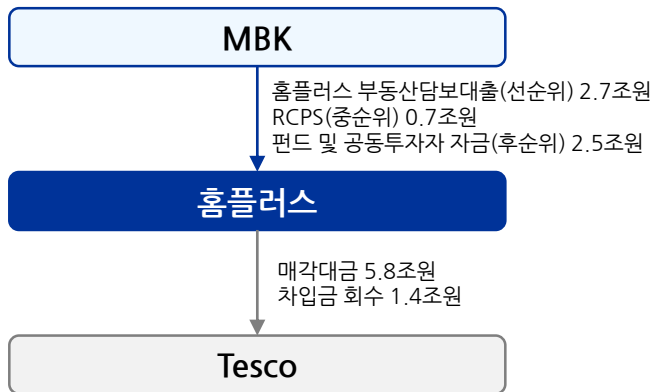 MBK
홈플러스 부동산담보대출(선순위) 2.7조원
RCPS(중순위) 0.7조원
펀드 및 공동투자자 자금(후순위) 2.5조원
홈플러스
매각대금 5.8조원
차입금 회수 1.4조원
Tesco